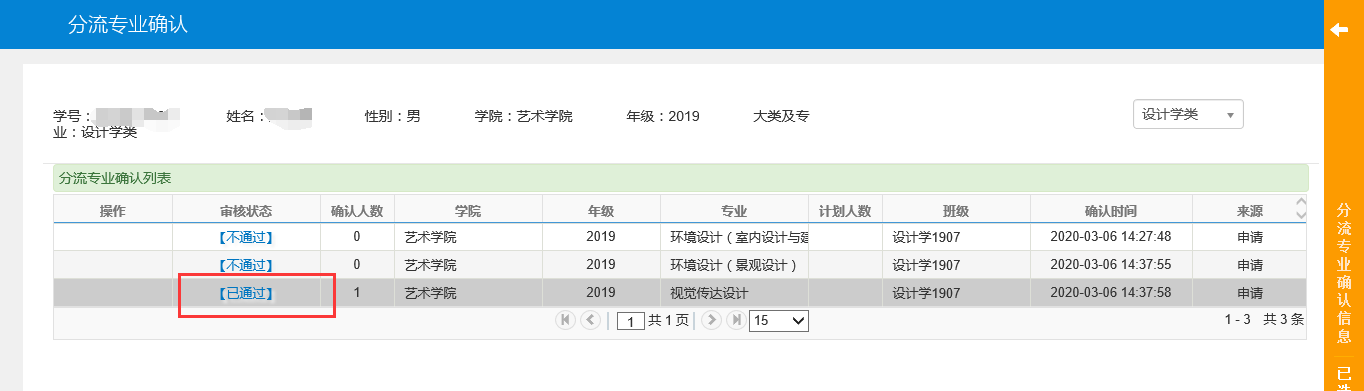 分流专业确认
学号： 姓名： 性别：男 学院：艺术学院 年级：2019 大类及专
业：设计学类
设计学类
分流专业确认列表
操作 审核状态 确认人数 学院 年级 专业 计划人数 班级 确认时间 来源
【不通过】 0 艺术学院 2019 环境设计（室内设计与建 设计学1907 2020-03-06 14:27:48 申请
【不通过】 0 艺术学院 2019 环境设计（景观设计） 设计学1907 2020-03-06 14:37:55 申请
【已通过】 1 艺术学院 2019 视觉传达设计 设计学1907 2020-03-06 14:37:58 申请
1 共 1 页 15 1 - 3 共 3 条
分流专业确认信息
已